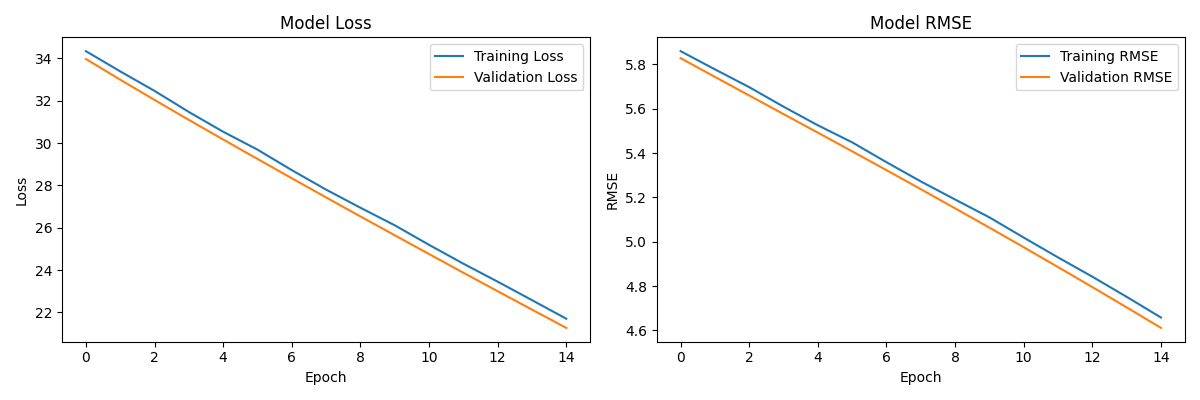 Model Loss
Training Loss
Validation Loss
Loss
34
32
30
28
26
24
22
0 2 4 6 8 10 12 14
Epoch
Model RMSE
Training RMSE
Validation RMSE
RMSE
5.8
5.6
5.4
5.2
5.0
4.8
4.6
0 2 4 6 8 10 12 14
Epoch